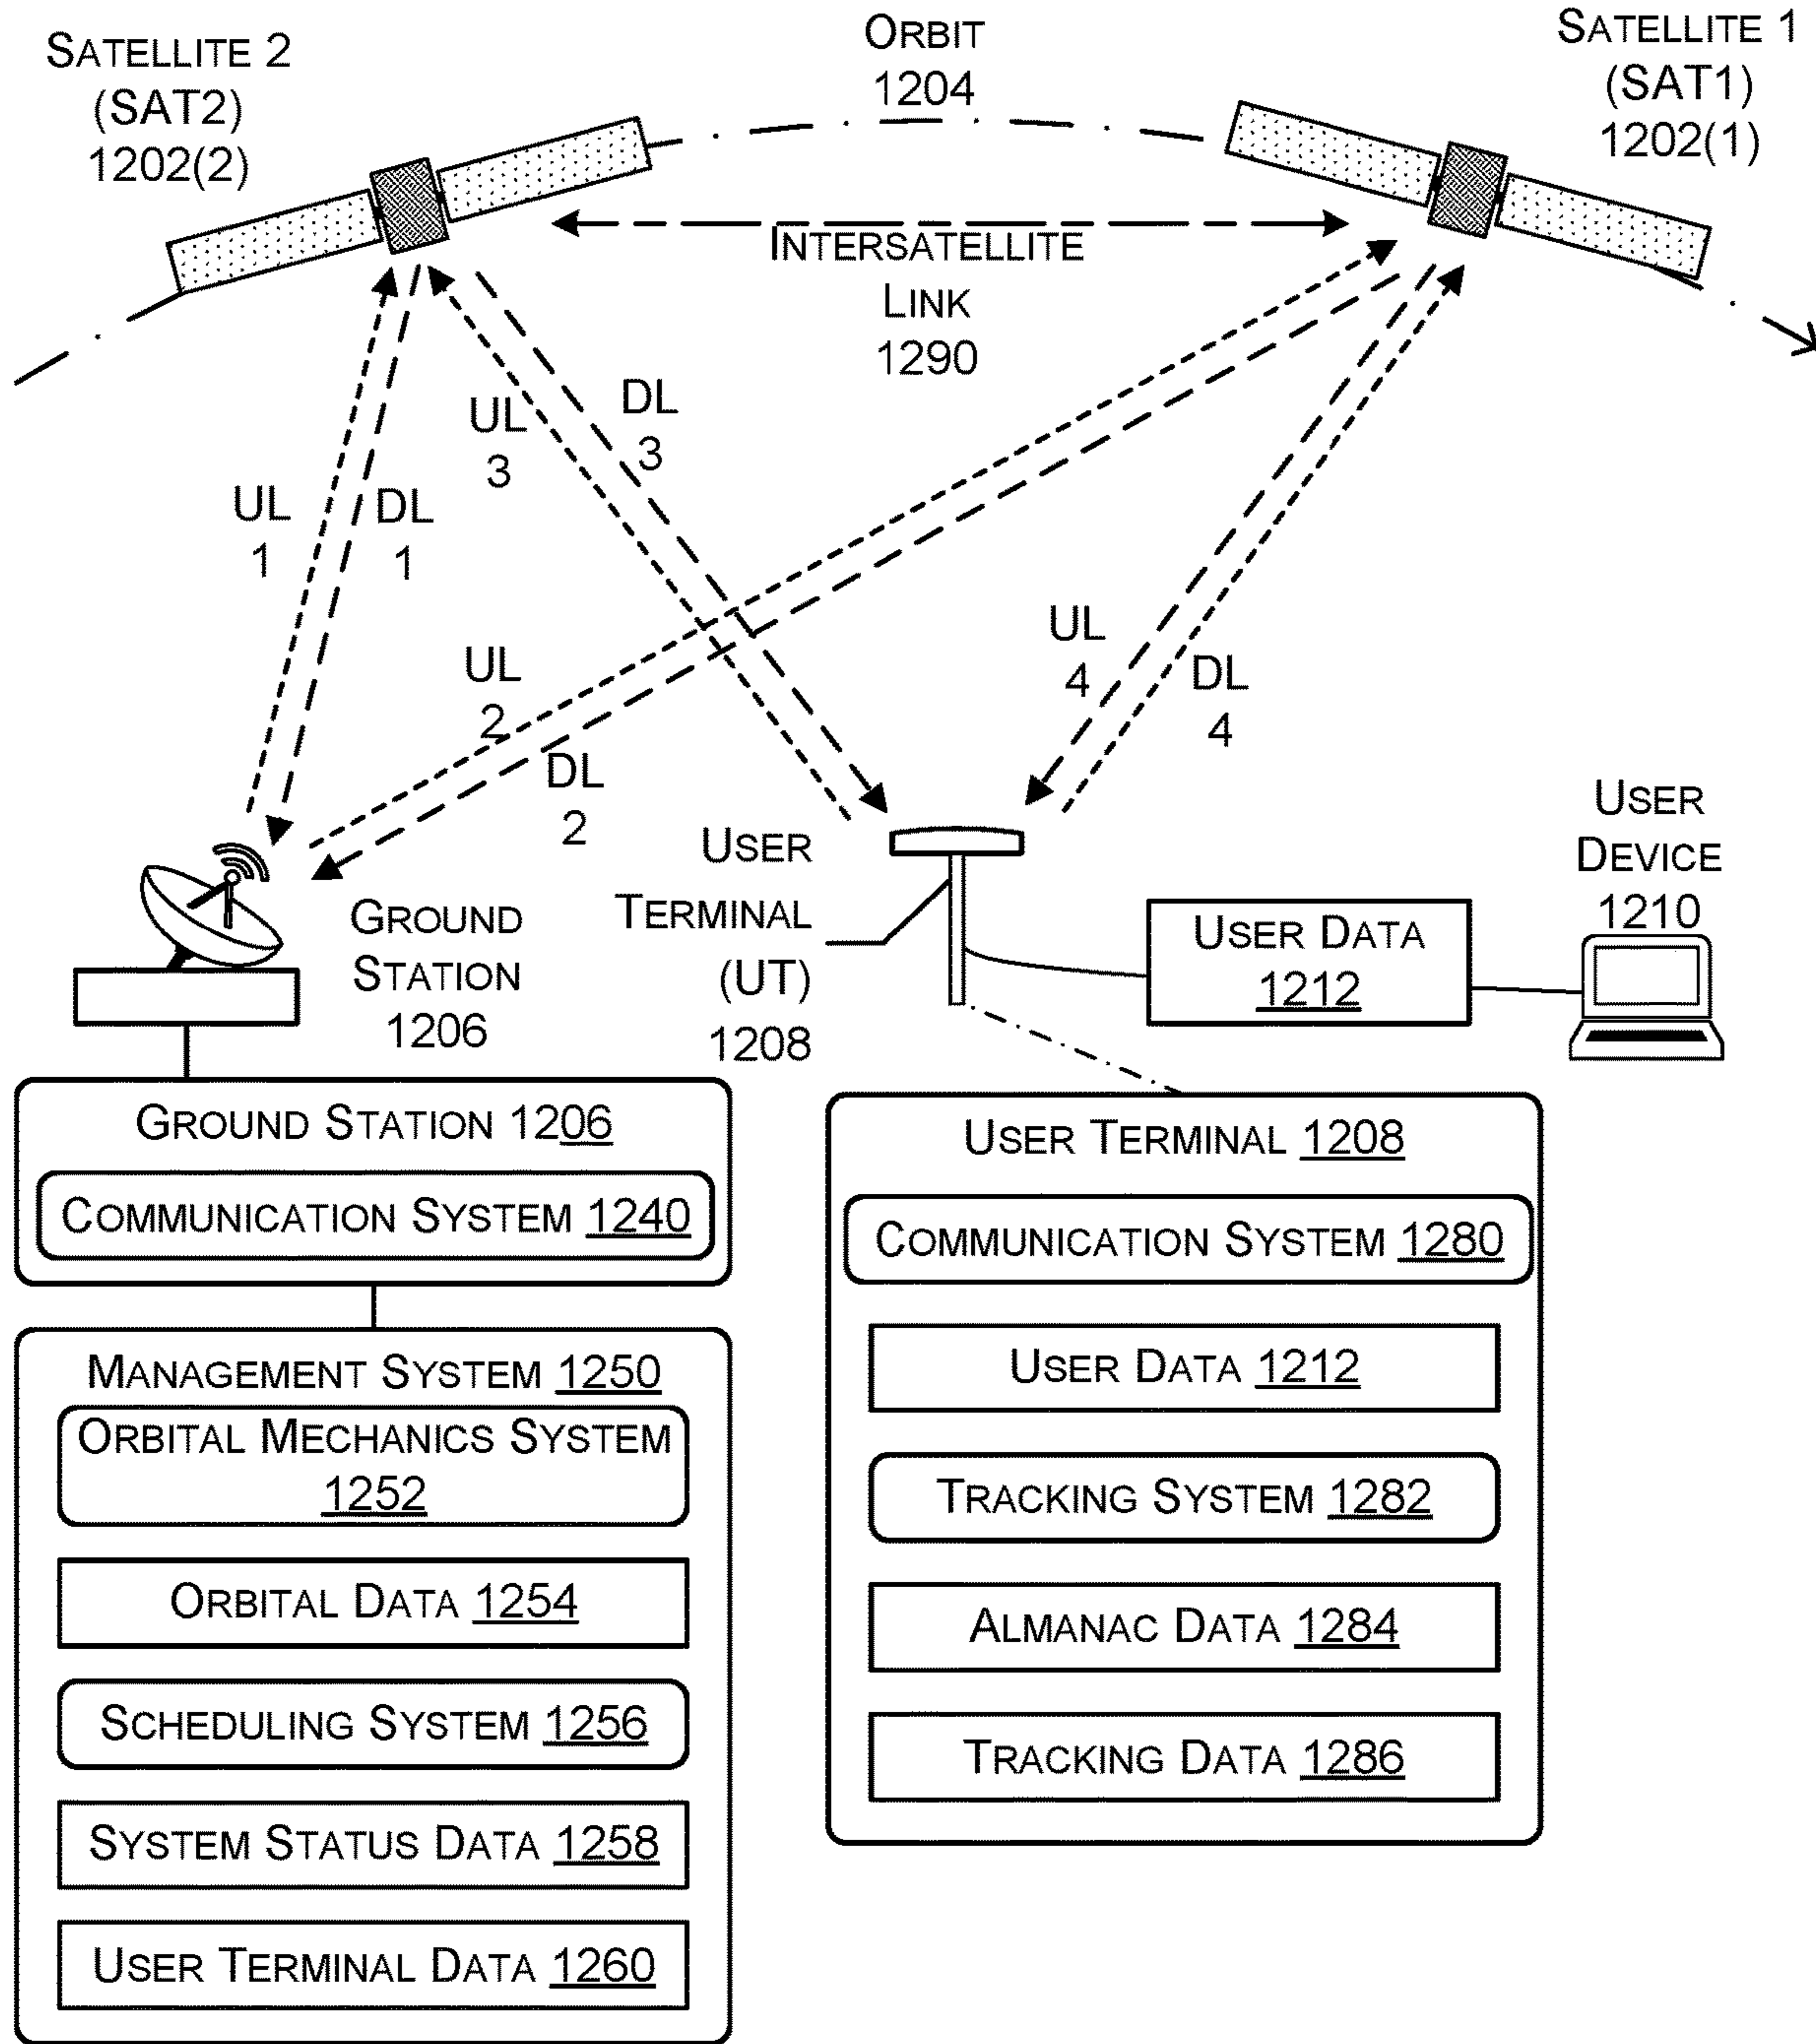 SATELLITE 2
(SAT2)
1202(2)
ORBIT
1204
SATELLITE 1
(SAT1)
1202(1)
INTERSATELLITE
LINK
1290
UL
1
DL
1
UL
3
DL
3
UL
2
DL
2
UL
4
DL
4
GROUND
STATION
1206
USER
TERMINAL
(UT)
1208
USER DATA
1212
USER
DEVICE
1210
GROUND STATION 1206
COMMUNICATION SYSTEM 1240
MANAGEMENT SYSTEM 1250
ORBITAL MECHANICS SYSTEM
1252
ORBITAL DATA 1254
SCHEDULING SYSTEM 1256
SYSTEM STATUS DATA 1258
USER TERMINAL DATA 1260
USER TERMINAL 1208
COMMUNICATION SYSTEM 1280
USER DATA 1212
TRACKING SYSTEM 1282
ALMANAC DATA 1284
TRACKING DATA 1286